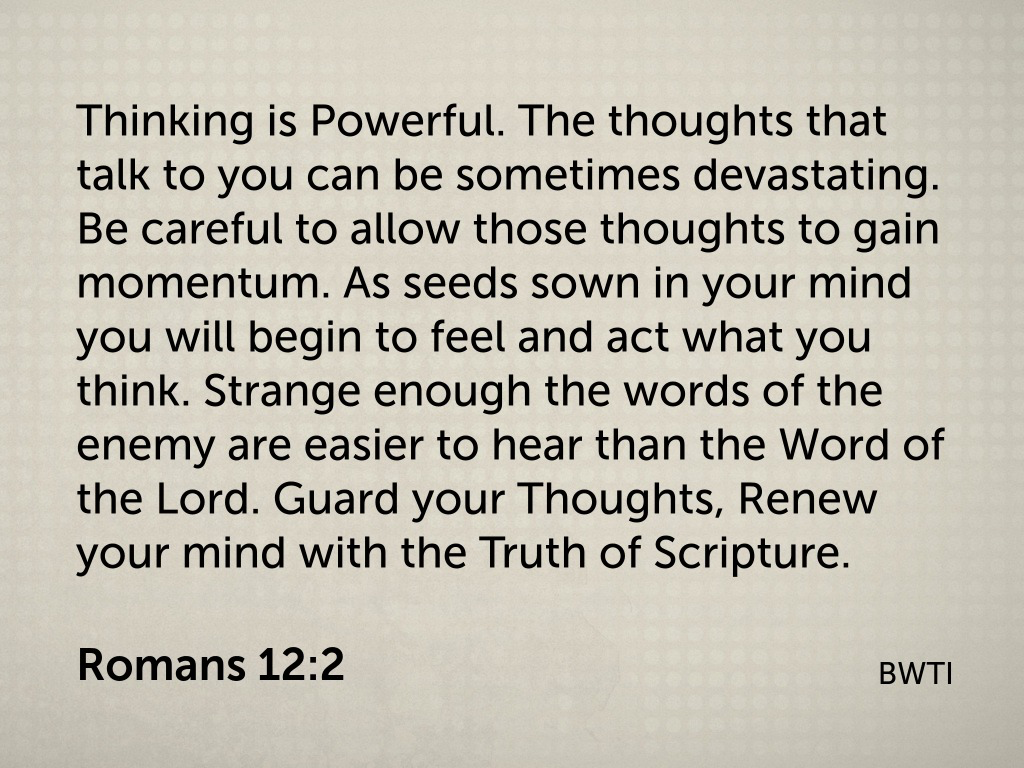 Thinking is Powerful. The thoughts that
talk to you can be sometimes devastating.
Be careful to allow those thoughts to gain
momentum. As seeds sown in your mind
you will begin to feel and act what you
think. Strange enough the words of the
enemy are easier to hear than the Word of
the Lord. Guard your Thoughts, Renew
your mind with the Truth of Scripture.
Romans 12:2
BWTI